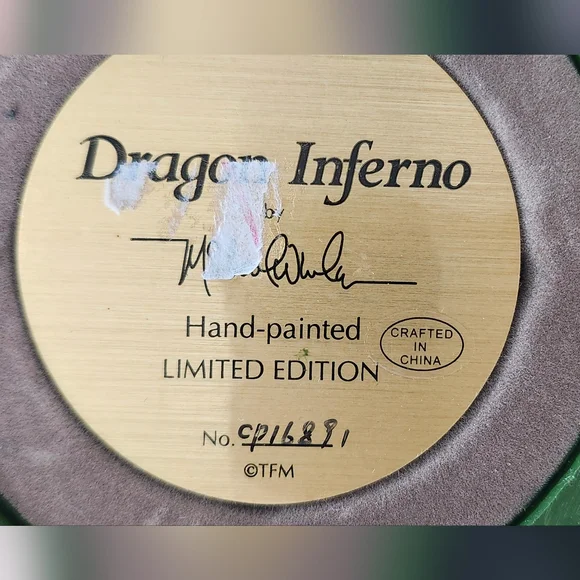 Dragon Inferno
by
Hand-painted
LIMITED EDITION
CRAFTED
IN
CHINA
No. CP16891
©TFM